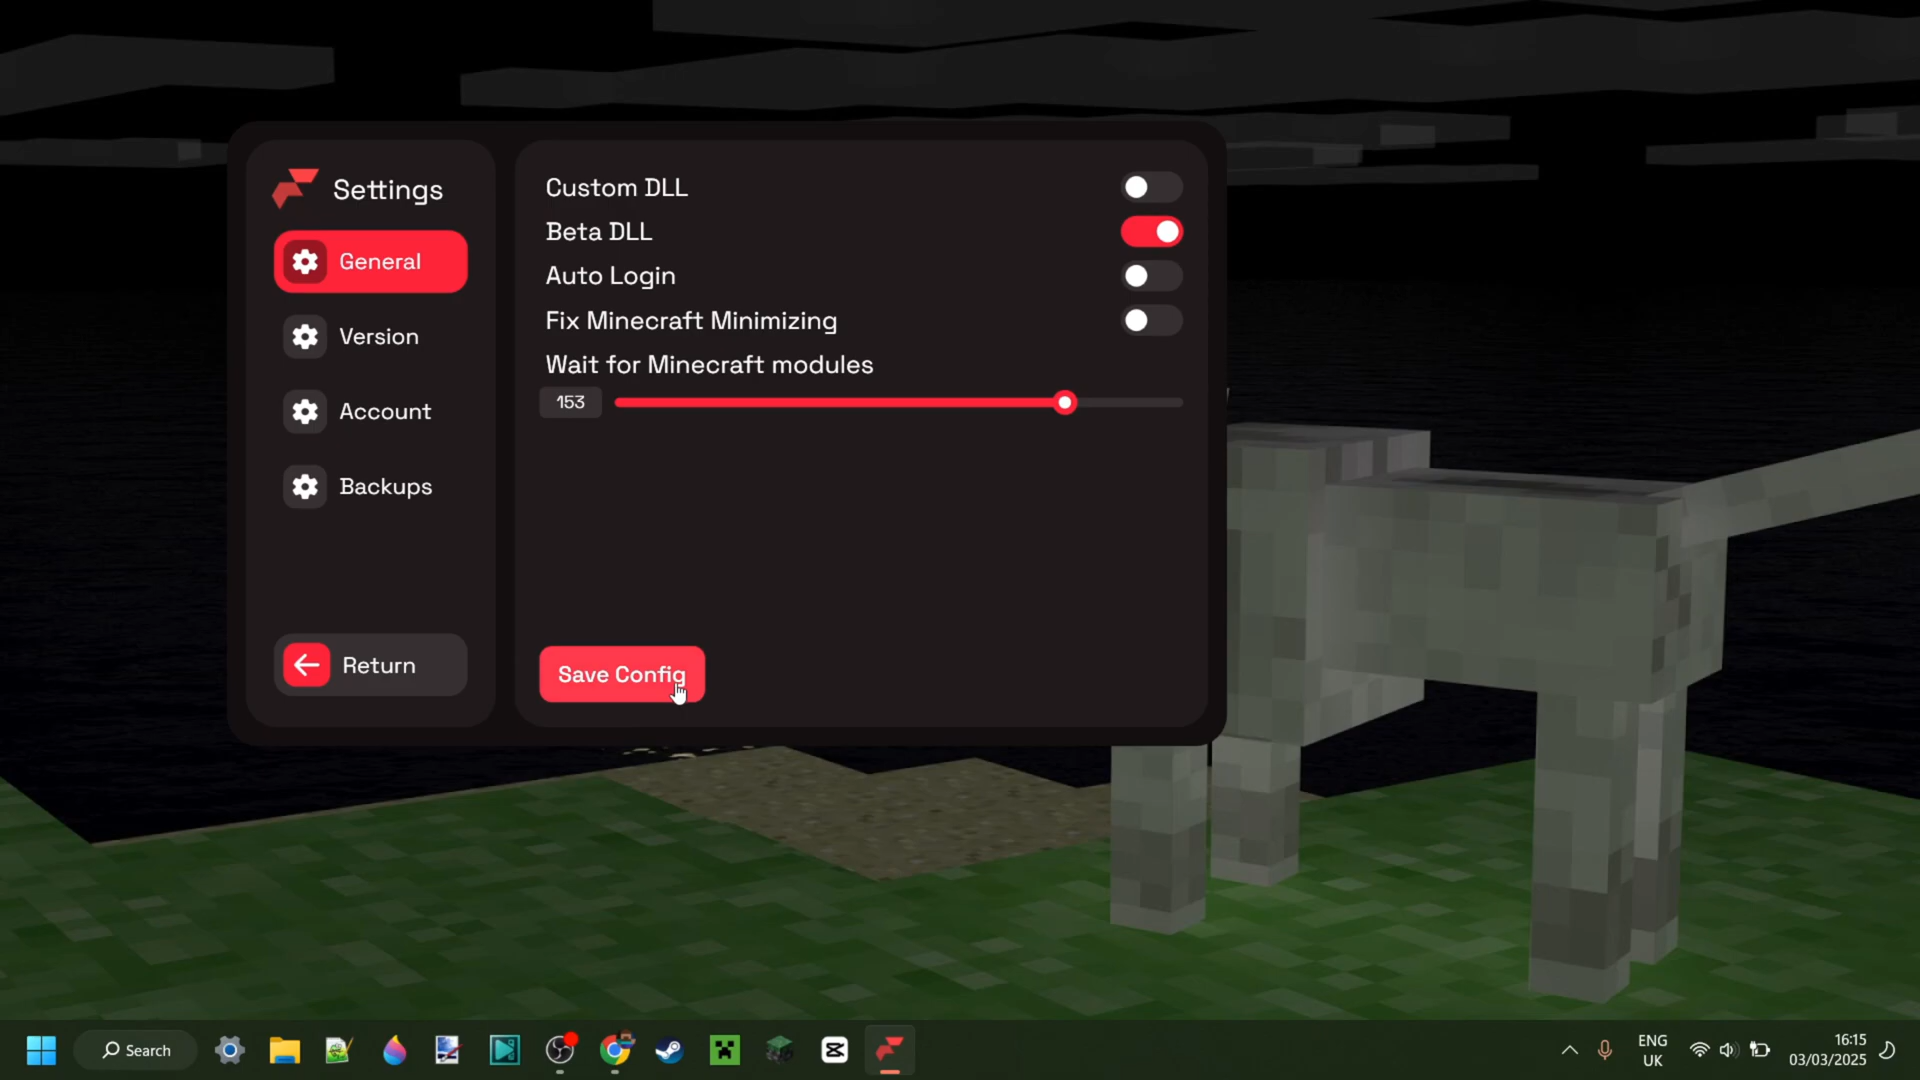 Settings
General
Version
Account
Backups
Return
Custom DLL
Beta DLL
Auto Login
Fix Minecraft Minimizing
Wait for Minecraft modules
153
Save Config
Search
ENG
UK
16:15
03/03/2025